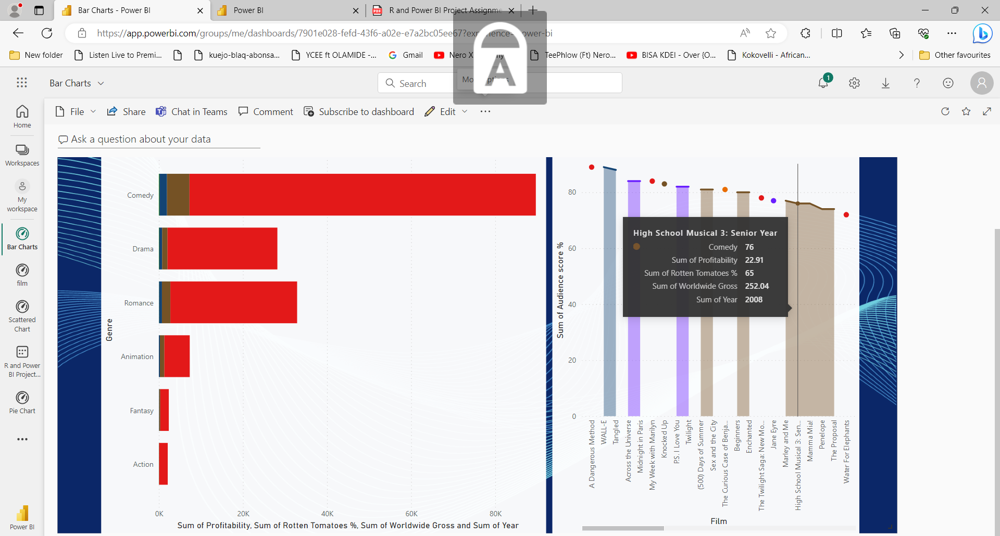 Bar Charts - Power BI
Power BI
R and Power BI Project Assignme
https://app.powerbi.com/groups/me/dashboards/7901e028-fefd-43f6-a02e-e7a2bc05ee67?experience=power-bi
New folder
Listen Live to Premi...
kuejo-blaq-abonsa...
YCEE ft OLAMIDE -...
Gmail
Nero X
TeePhlow (Ft) Nero...
BISA KDEI - Over {O...
Kokovelli - African...
Other favourites
Bar Charts
Search
A
1
File
Share
Chat in Teams
Comment
Subscribe to dashboard
Edit
Home
Workspaces
My
workspace
Bar Charts
film
Scattered
Chart
R and Power
BI Project...
Pie Chart
Power BI
Ask a question about your data
Genre
Comedy
Drama
Romance
Animation
Fantasy
Action
0K
20K
40K
60K
80K
Sum of Profitability, Sum of Rotten Tomatoes %, Sum of Worldwide Gross and Sum of Year
Sum of Audience score %
80
60
40
20
0
High School Musical 3: Senior Year
Comedy 76
Sum of Profitability 22.91
Sum of Rotten Tomatoes % 65
Sum of Worldwide Gross 252.04
Sum of Year 2008
A Dangerous Method
WALL-E
Tangled
Across the Universe
Midnight in Paris
My Week with Marilyn
Knocked Up
P.S. I Love You
Twilight
(500) Days of Summer
Sex and the City
The Curious Case of Benja...
Beginners
Enchanted
The Twilight Saga: New Mo...
Jane Eyre
Marley and Me
High School Musical 3: Sen...
Mamma Mia!
Penelope
The Proposal
Water For Elephants
Film